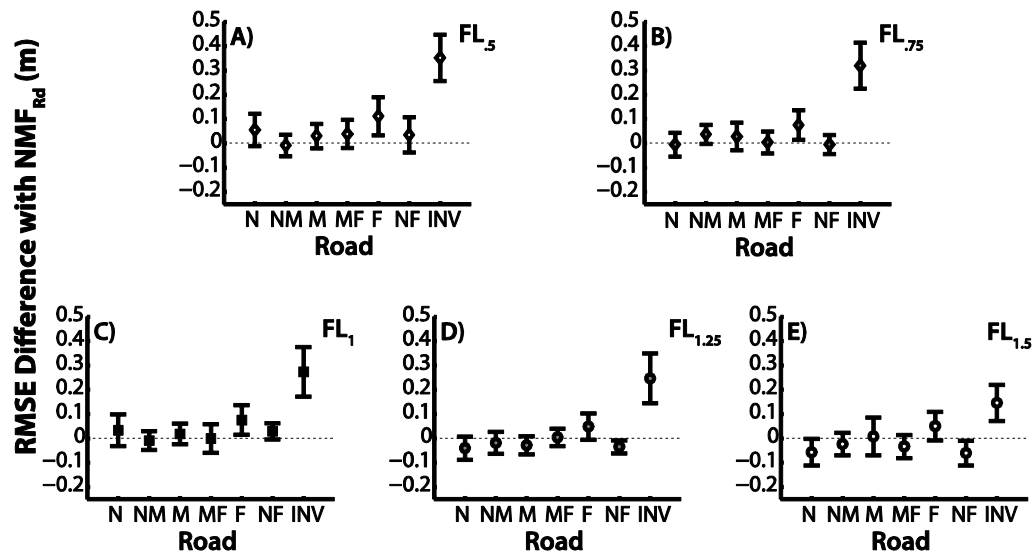 RMSE Difference with NMF_Rd (m)
A) FL.5
0.5
0.4
0.3
0.2
0.1
0
−0.1
−0.2
N NM M MF F NF INV
Road
B) FL.75
0.5
0.4
0.3
0.2
0.1
0
−0.1
−0.2
N NM M MF F NF INV
Road
C) FL1
0.5
0.4
0.3
0.2
0.1
0
−0.1
−0.2
N NM M MF F NF INV
Road
D) FL1.25
0.5
0.4
0.3
0.2
0.1
0
−0.1
−0.2
N NM M MF F NF INV
Road
E) FL1.5
0.5
0.4
0.3
0.2
0.1
0
−0.1
−0.2
N NM M MF F NF INV
Road